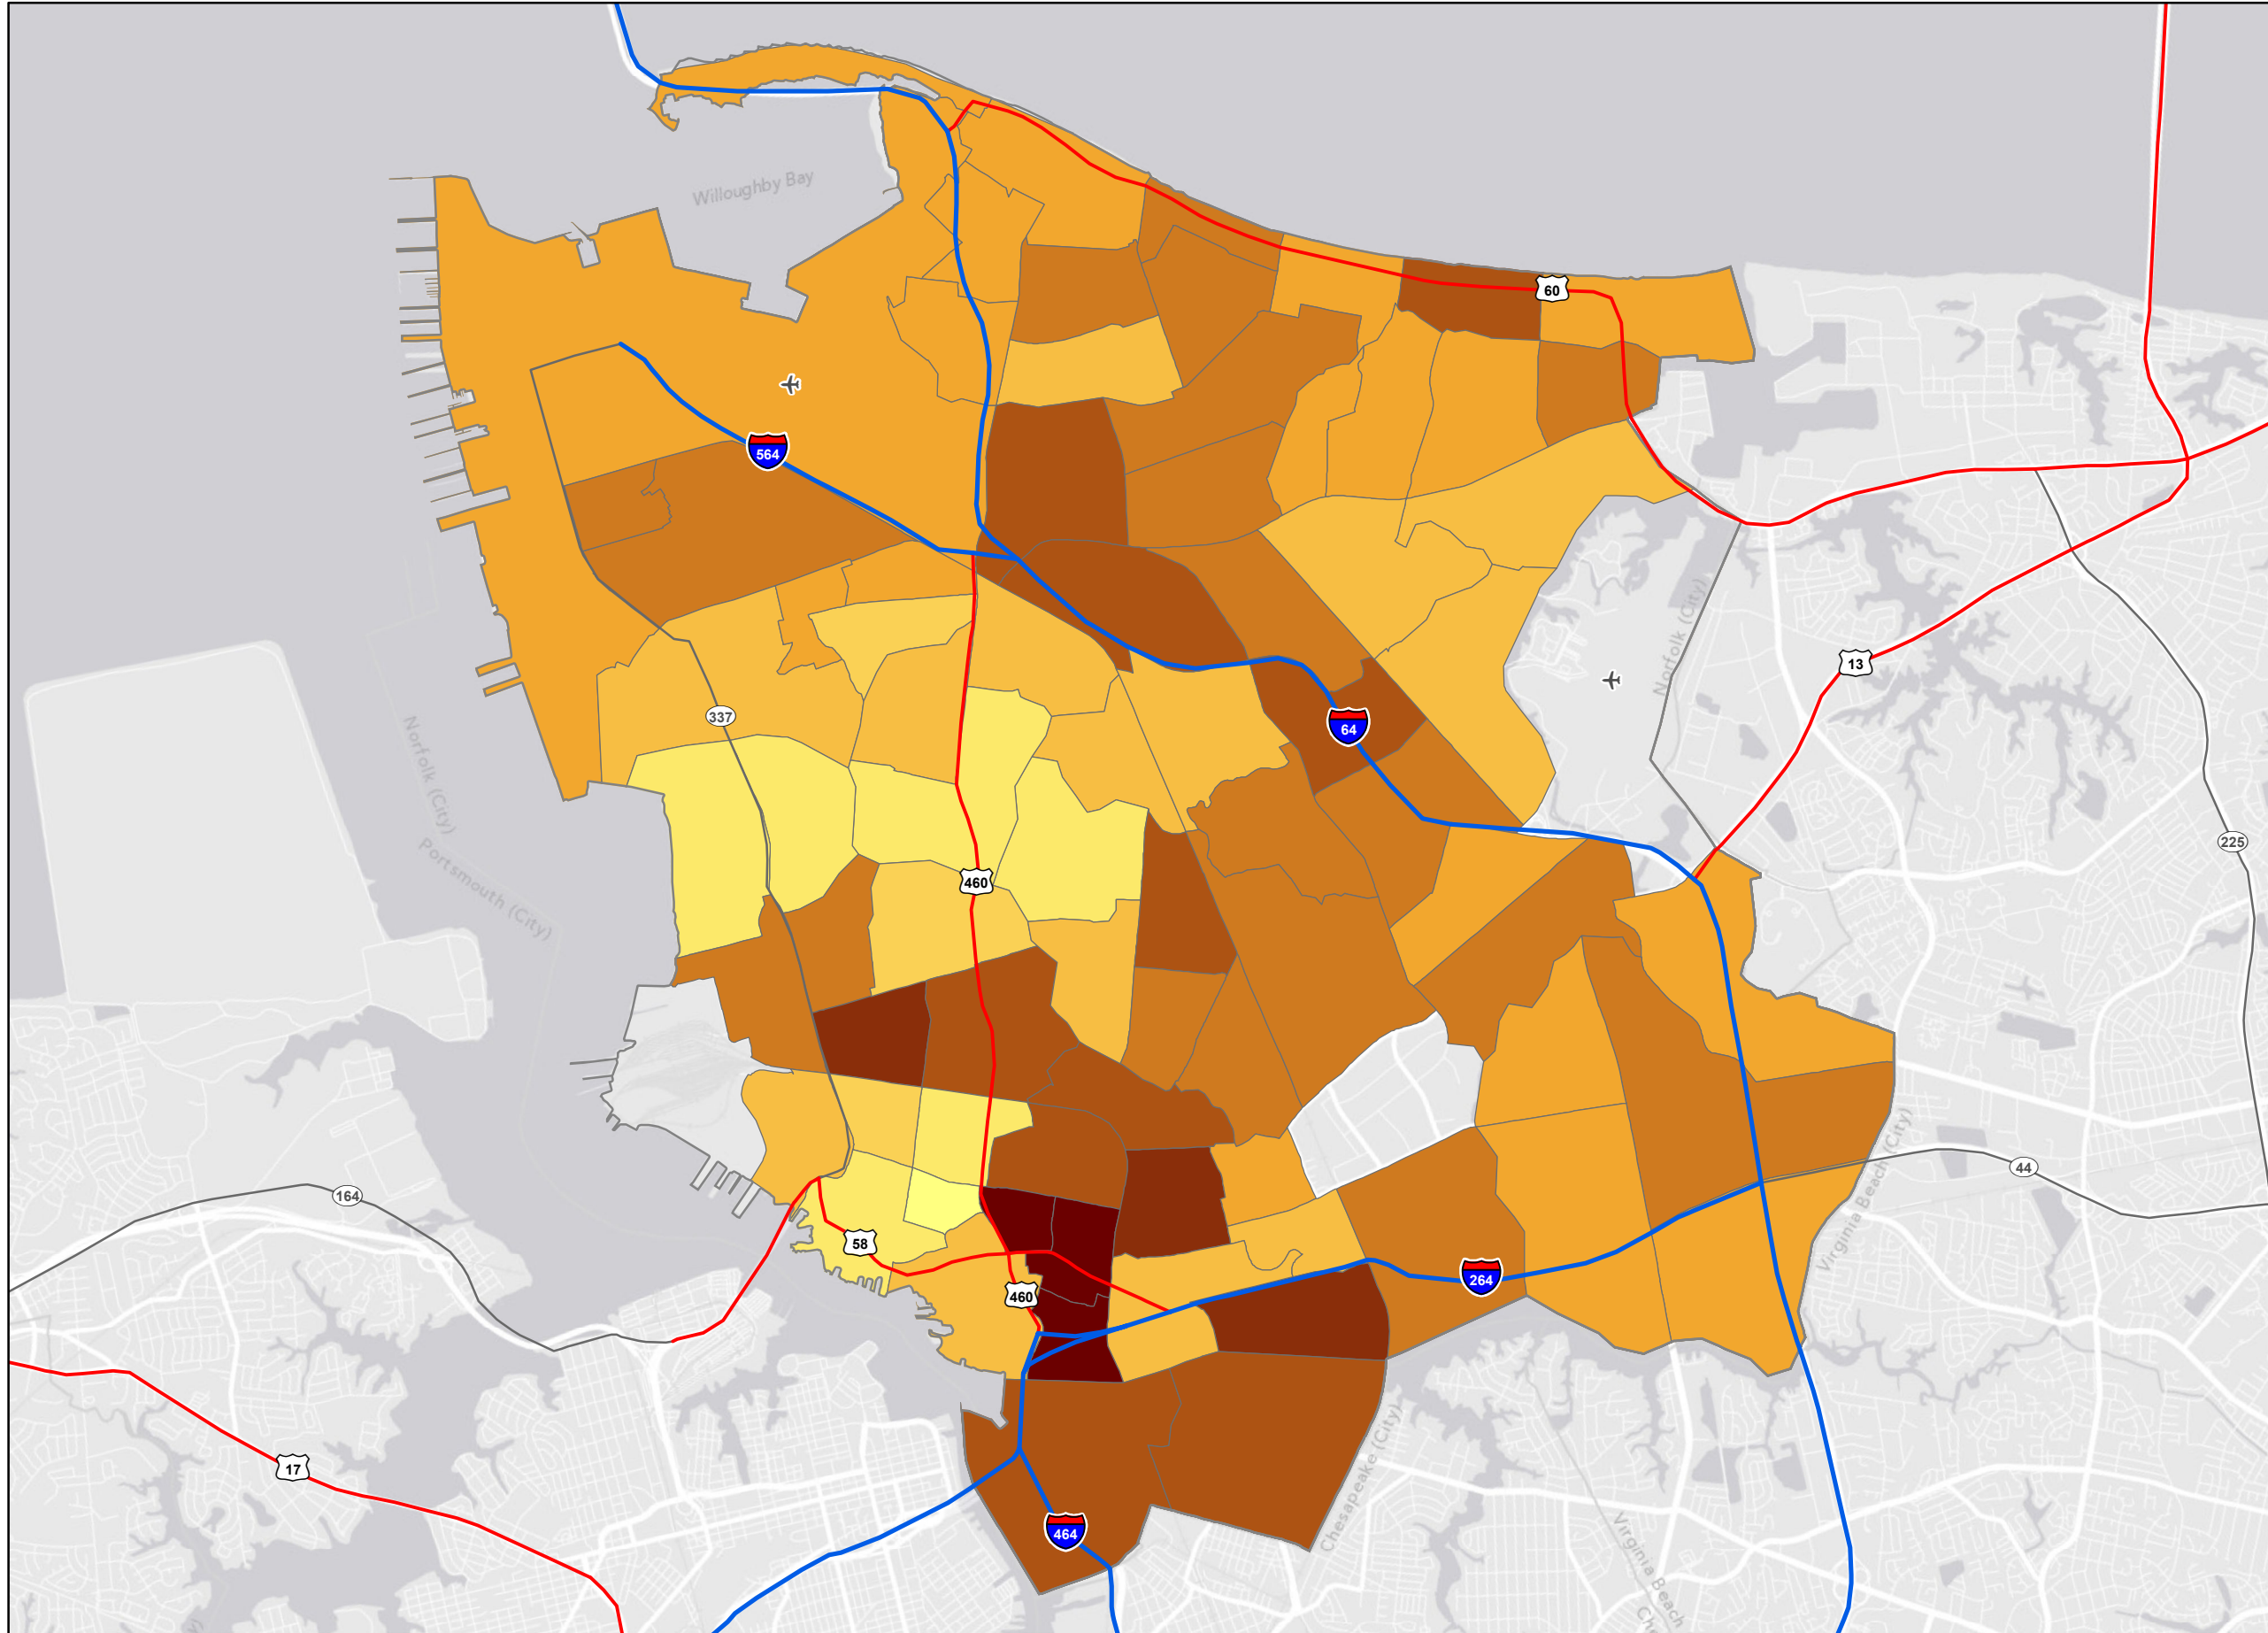 Willoughby Bay
60
564
Norfolk (City)
13
337
64
Norfolk (City)
Portsmouth (City)
225
460
164
44
Virginia Beach (City)
58
264
460
17
Chesapeake (City)
464
Virginia Beach